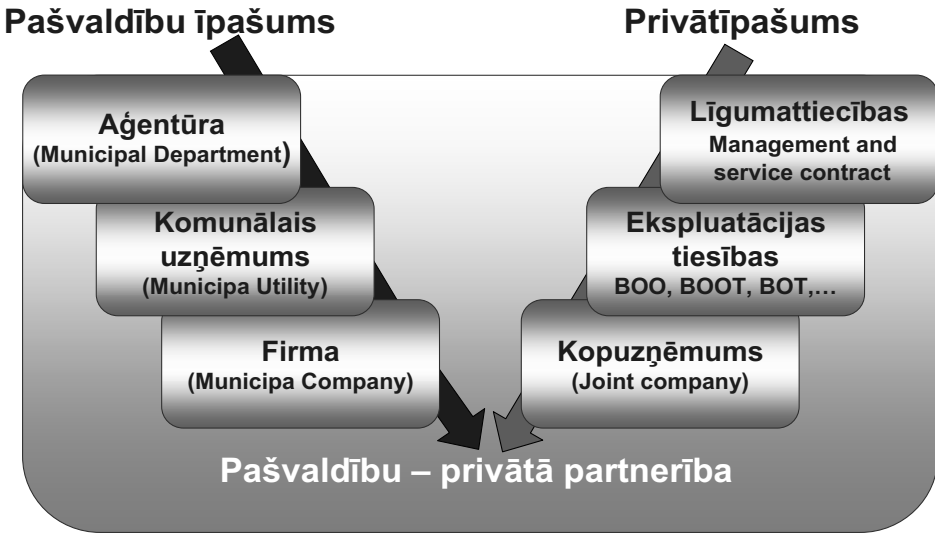 Pašvaldību īpašums
Privātīpašums
Aģentūra
(Municipal Department)
Līgumattiecības
Management and
service contract
Komunālais
uzņēmums
(Municipa Utility)
Ekspluatācijas
tiesības
BOO, BOOT, BOT,…
Firma
(Municipa Company)
Kopuzņēmums
(Joint company)
Pašvaldību – privātā partnerība